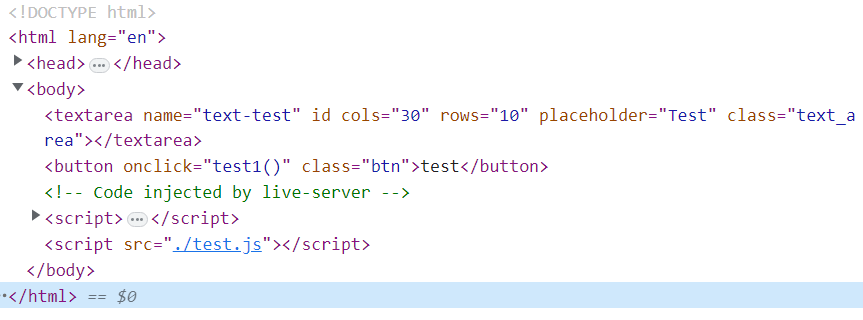 <!DOCTYPE html>
<html lang="en">
<head>…</head>
<body>
<textarea name="text-test" id cols="30" rows="10" placeholder="Test" class="text_a
rea"></textarea>
<button onclick="test1()" class="btn">test</button>
<!-- Code injected by live-server -->
<script>…</script>
<script src="./test.js"></script>
</body>
…</html> == $0